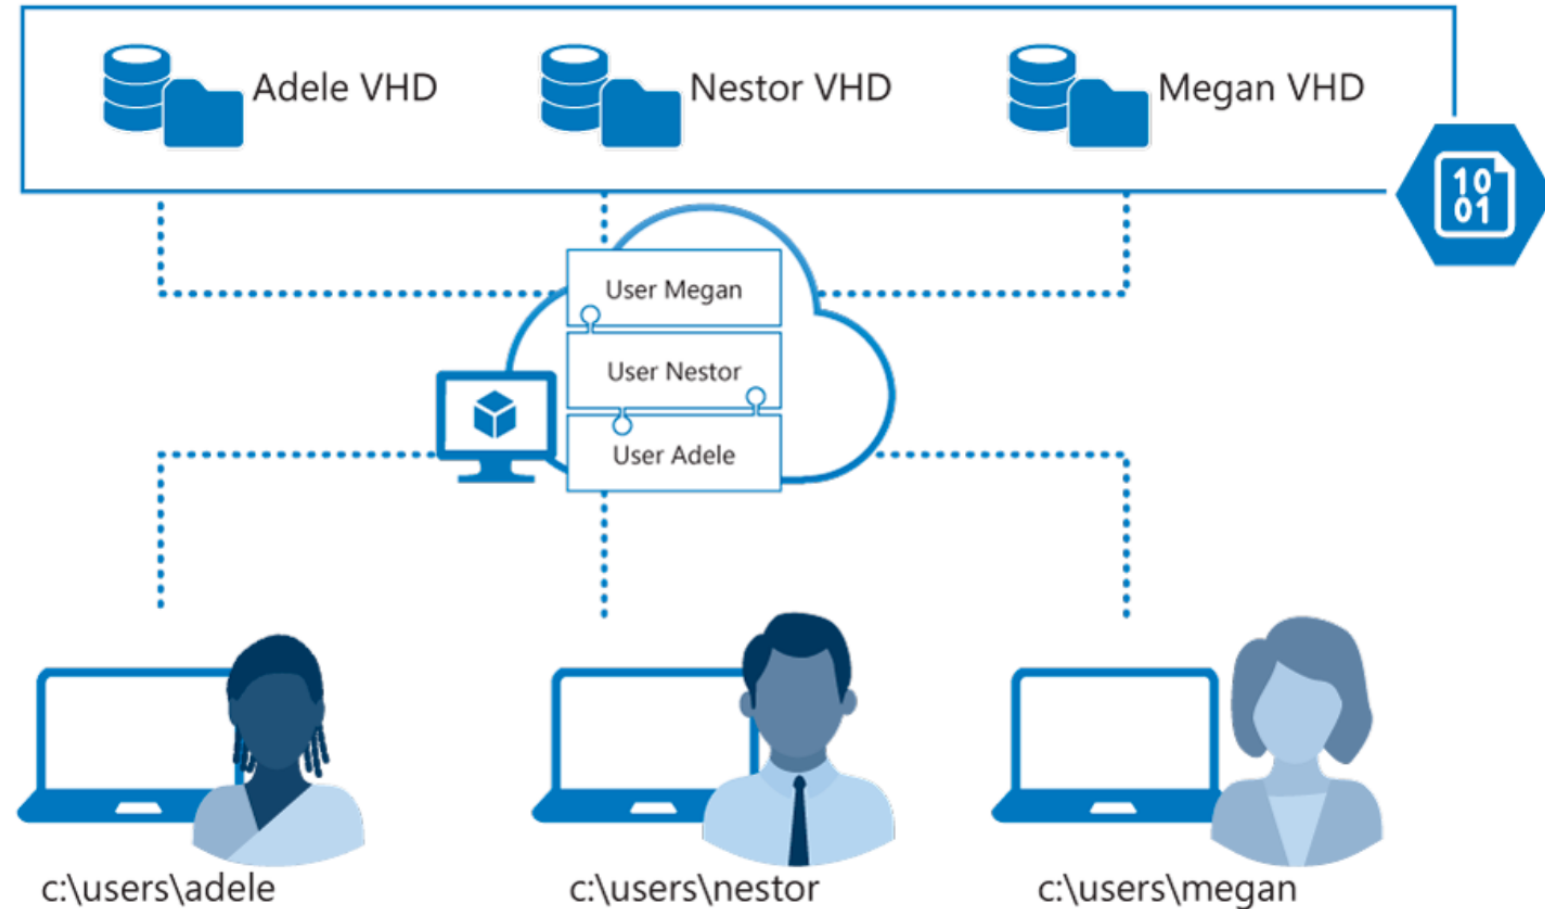 Adele VHD
Nestor VHD
Megan VHD
10
01
User Megan
User Nestor
User Adele
c:\users\adele
c:\users\nestor
c:\users\megan